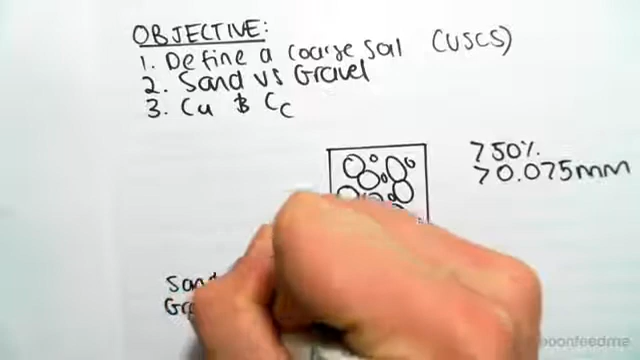 OBJECTIVE:
1. Define a coarse soil (USCS)
2. Sand vs Gravel
3. Cu & Cc
>50%
>0.075mm